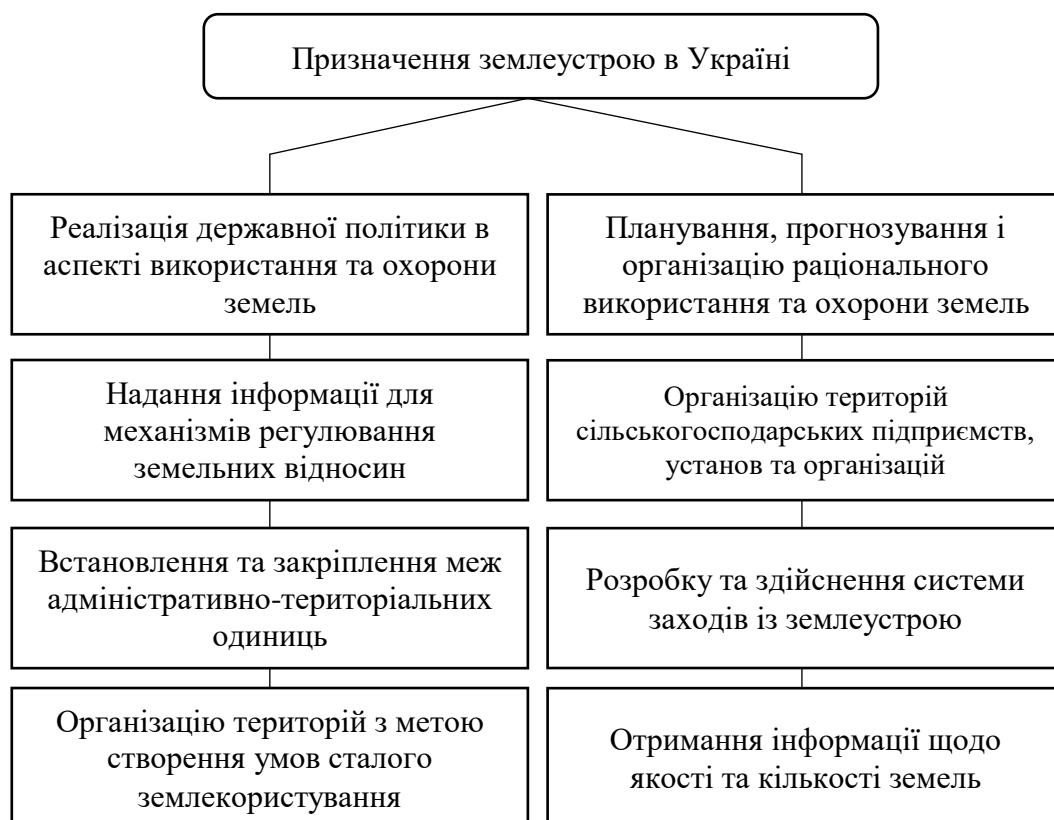 Призначення землеустрою в Україні
Реалізація державної політики в
аспекті використання та охорони
земель
Планування, прогнозування і
організацію раціонального
використання та охорони земель
Надання інформації для
механізмів регулювання
земельних відносин
Організацію територій
сільськогосподарських підприємств,
установ та організацій
Встановлення та закріплення меж
адміністративно-територіальних
одиниць
Розробку та здійснення системи
заходів із землеустрою
Організацію територій з метою
створення умов сталого
землекористування
Отримання інформації щодо
якості та кількості земель